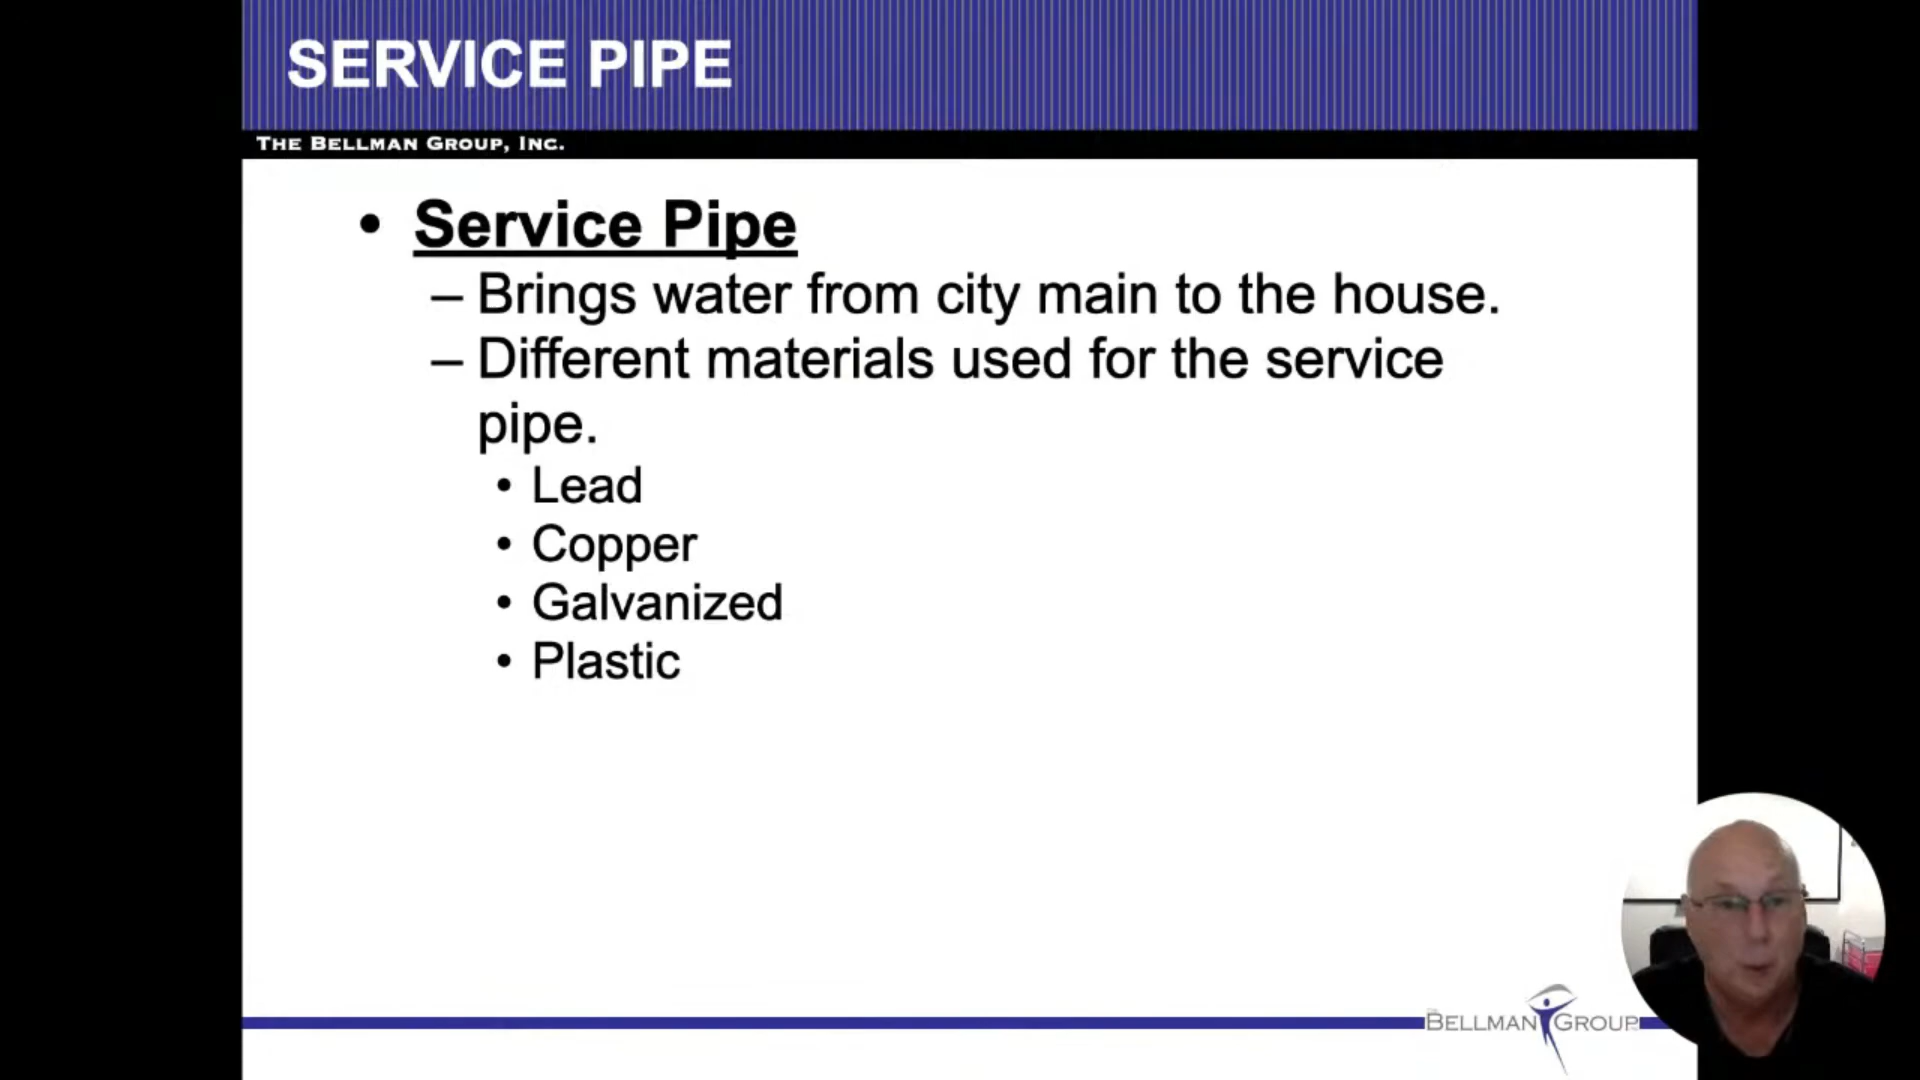 SERVICE PIPE
THE BELLMAN GROUP, INC.
• Service Pipe
– Brings water from city main to the house.
– Different materials used for the service
pipe.
• Lead
• Copper
• Galvanized
• Plastic
THE BELLMAN GROUP